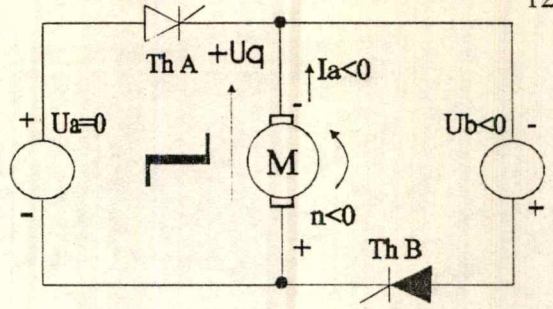 12
Th A
+Uq
Ia<0
+ Ua=0
-
-
M
Ub<0
-
+
n<0
+
Th B